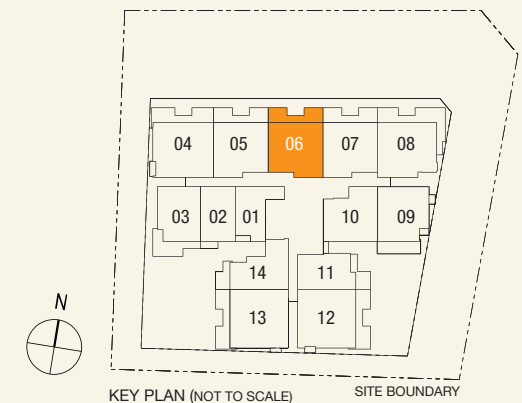 04 05 06 07 08
03 02 01 10 09
14 11
13 12
N
KEY PLAN (NOT TO SCALE)
SITE BOUNDARY